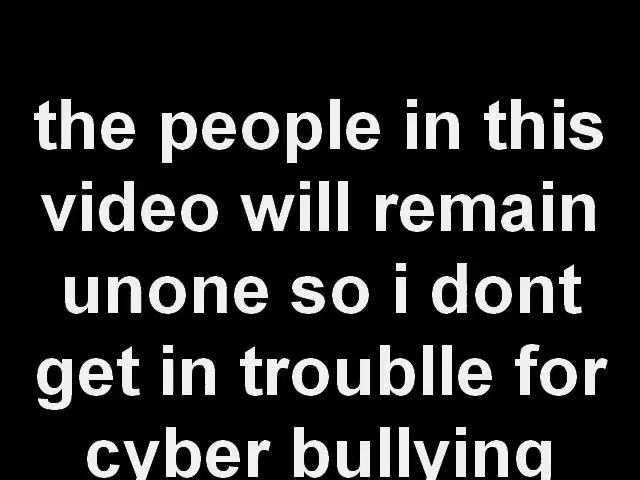 the people in this
video will remain
unone so i dont
get in troublle for
cyber bullying